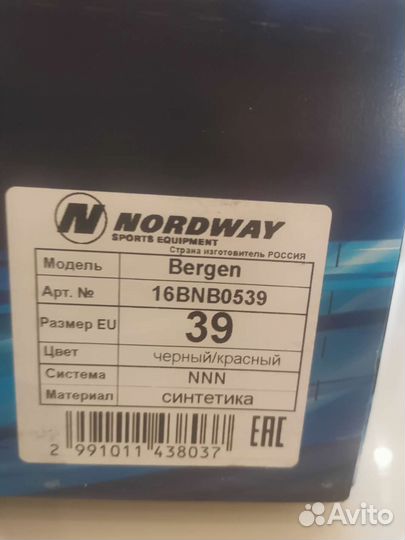 N NORDWAY
SPORTS EQUIPMENT
Страна изготовитель РОССИЯ
Модель Bergen
Арт. № 16BNB0539
Размер EU 39
Цвет черный/красный
Система NNN
Материал синтетика
2 991011 438037
EAC
Avito